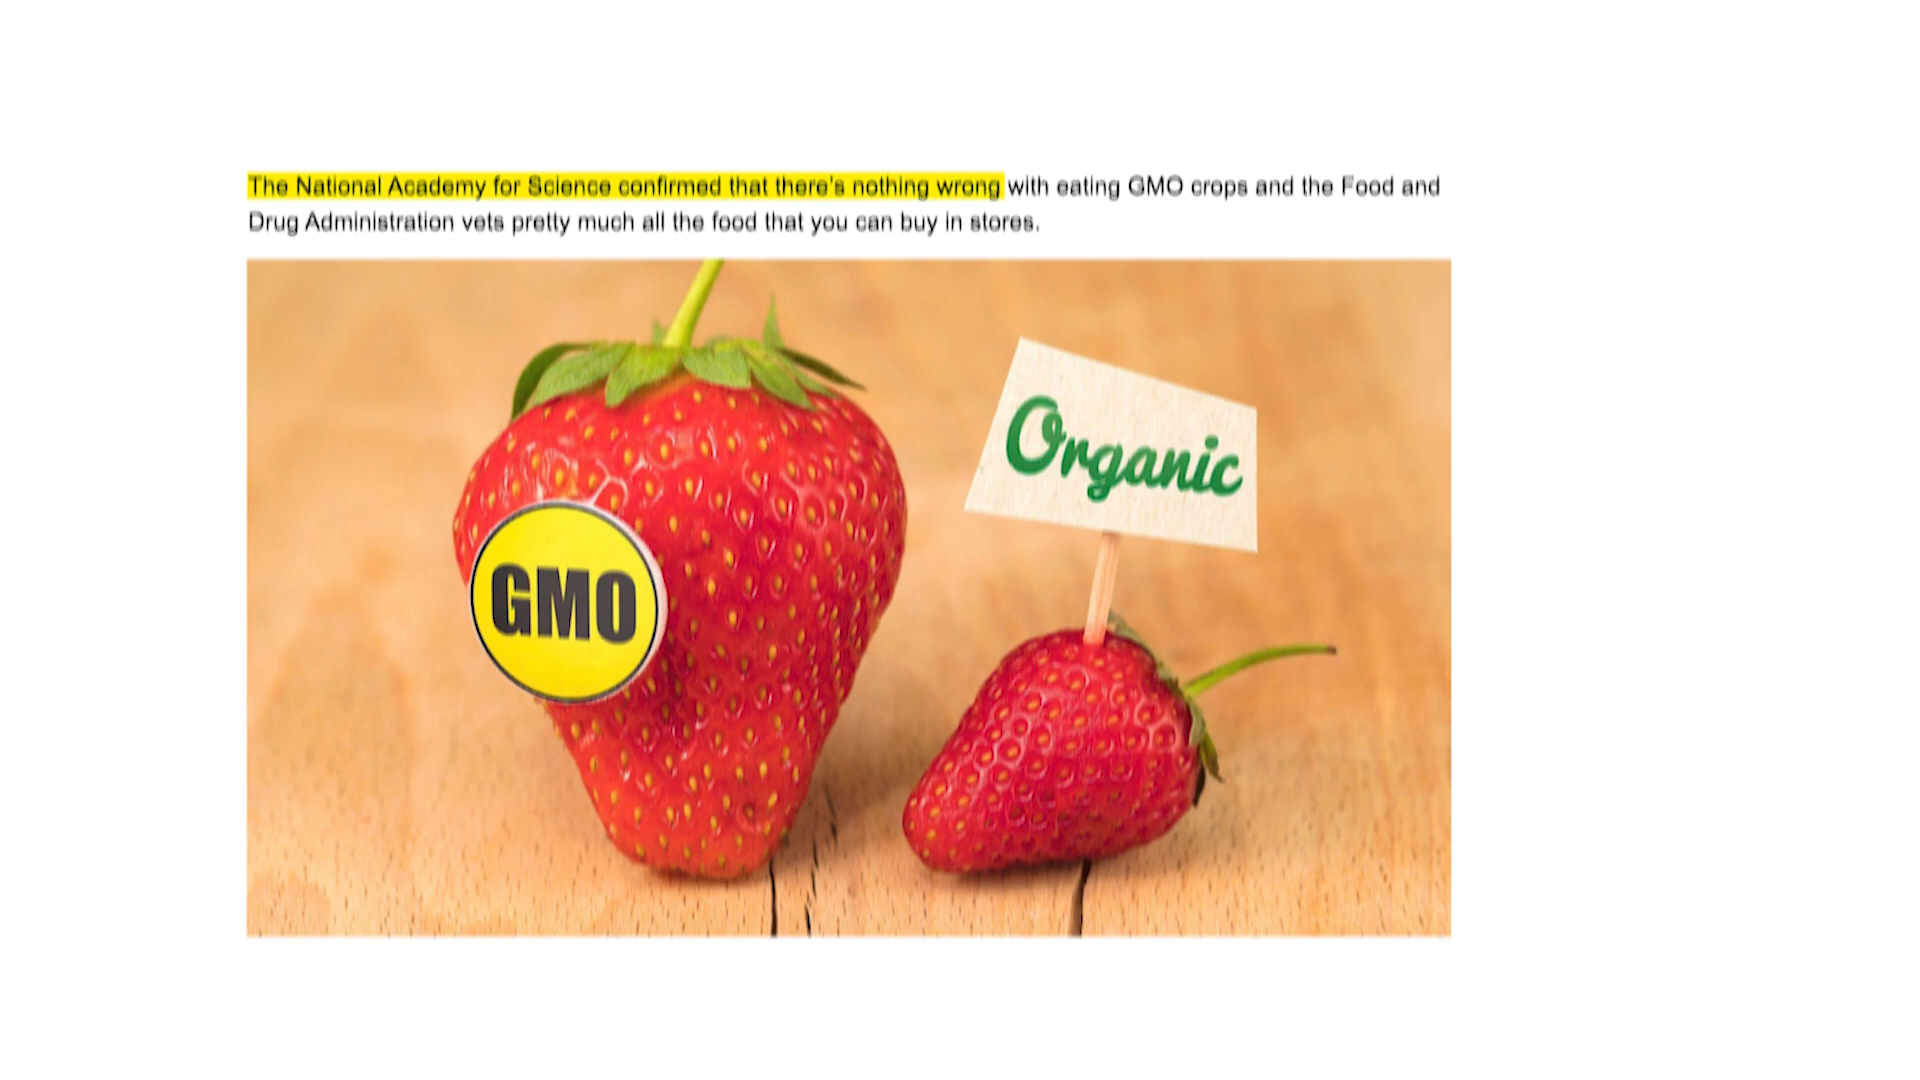 The National Academy for Science confirmed that there's nothing wrong with eating GMO crops and the Food and
Drug Administration vets pretty much all the food that you can buy in stores.
Organic
GMO